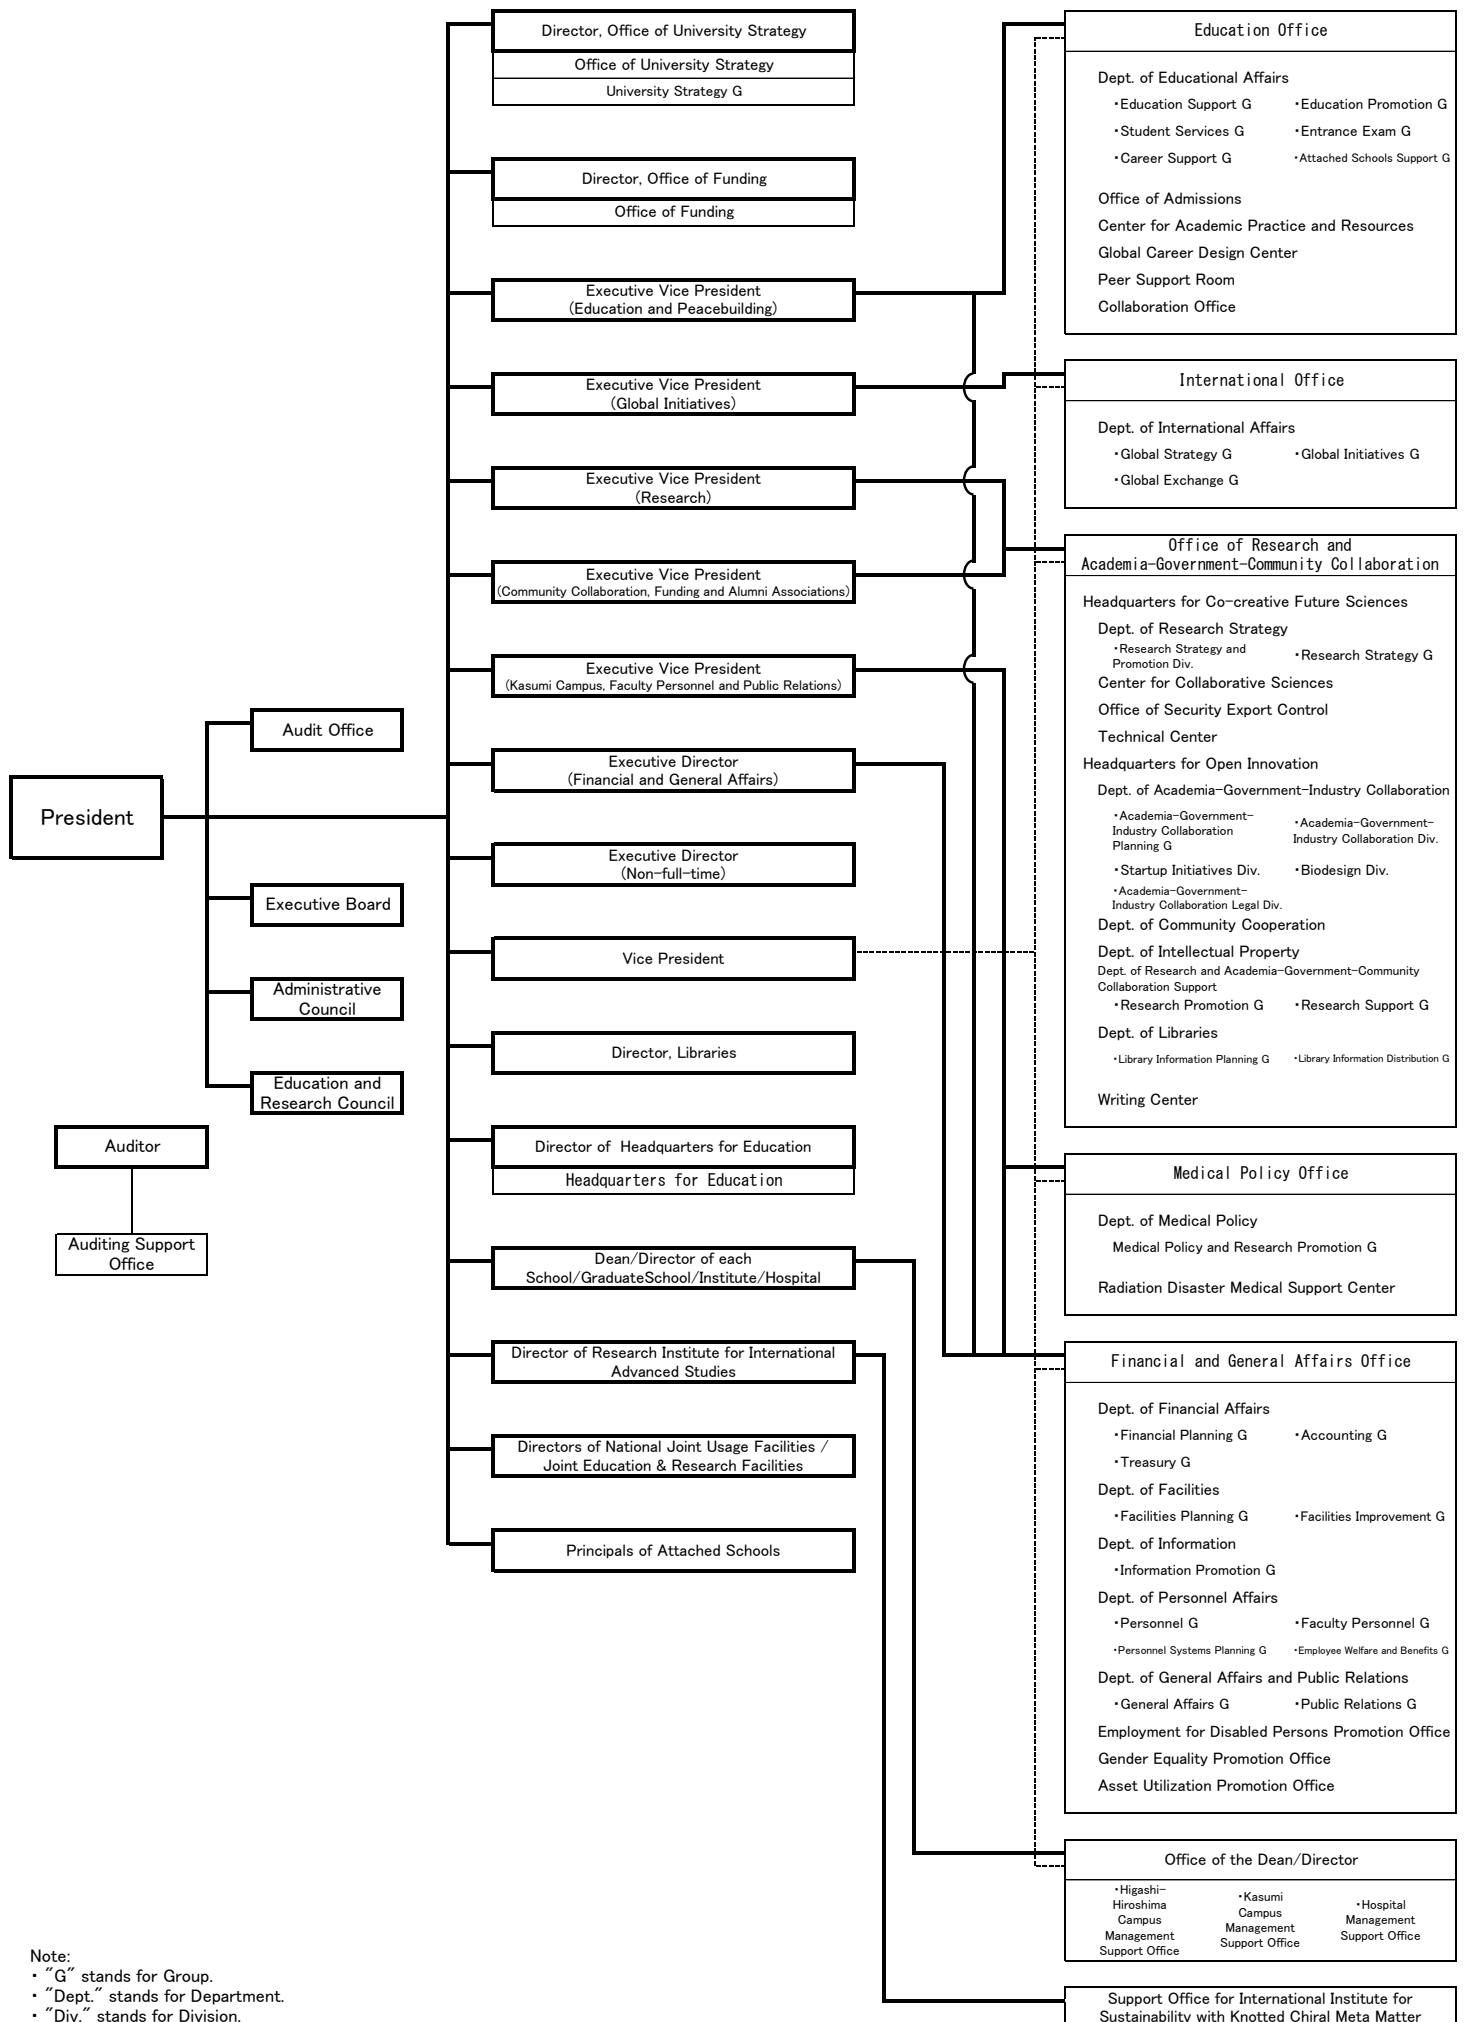 Director, Office of University Strategy
Office of University Strategy
University Strategy G
Director, Office of Funding
Office of Funding
Executive Vice President
(Education and Peacebuilding)
Executive Vice President
(Global Initiatives)
Executive Vice President
(Research)
Executive Vice President
(Community Collaboration, Funding and Alumni Associations)
Executive Vice President
(Kasumi Campus, Faculty Personnel and Public Relations)
Executive Director
(Financial and General Affairs)
Executive Director
(Non-full-time)
Vice President
Director, Libraries
Director of  Headquarters for Education
Headquarters for Education
Dean/Director of each
School/GraduateSchool/Institute/Hospital
Director of Research Institute for International
Advanced Studies
Directors of National Joint Usage Facilities /
Joint Education & Research Facilities
Principals of Attached Schools
President
Audit Office
Executive Board
Administrative
Council
Education and
Research Council
Auditor
Auditing Support
Office
Education Office
Dept. of Educational Affairs
・Education Support G ・Education Promotion G
・Student Services G ・Entrance Exam G
・Career Support G ・Attached Schools Support G
Office of Admissions
Center for Academic Practice and Resources
Global Career Design Center
Peer Support Room
Collaboration Office
International Office
Dept. of International Affairs
・Global Strategy G ・Global Initiatives G
・Global Exchange G
Office of Research and
Academia-Government-Community Collaboration
Headquarters for Co-creative Future Sciences
Dept. of Research Strategy
・Research Strategy and
Promotion Div.
・Research Strategy G
Center for Collaborative Sciences
Office of Security Export Control
Technical Center
Headquarters for Open Innovation
Dept. of Academia-Government-Industry Collaboration
・Academia-Government-
Industry Collaboration
Planning G
・Academia-Government-
Industry Collaboration Div.
・Startup Initiatives Div. ・Biodesign Div.
・Academia-Government-
Industry Collaboration Legal Div.
Dept. of Community Cooperation
Dept. of Intellectual Property
Dept. of Research and Academia-Government-Community
Collaboration Support
・Research Promotion G ・Research Support G
Dept. of Libraries
・Library Information Planning G ・Library Information Distribution G
Writing Center
Medical Policy Office
Dept. of Medical Policy
Medical Policy and Research Promotion G
Radiation Disaster Medical Support Center
Financial and General Affairs Office
Dept. of Financial Affairs
・Financial Planning G ・Accounting G
・Treasury G
Dept. of Facilities
・Facilities Planning G ・Facilities Improvement G
Dept. of Information
・Information Promotion G
Dept. of Personnel Affairs
・Personnel G ・Faculty Personnel G
・Personnel Systems Planning G ・Employee Welfare and Benefits G
Dept. of General Affairs and Public Relations
・General Affairs G ・Public Relations G
Employment for Disabled Persons Promotion Office
Gender Equality Promotion Office
Asset Utilization Promotion Office
Office of the Dean/Director
・Higashi-
Hiroshima
Campus
Management
Support Office
・Kasumi
Campus
Management
Support Office
・Hospital
Management
Support Office
Support Office for International Institute for
Sustainability with Knotted Chiral Meta Matter
Note:
・ "G" stands for Group.
・ "Dept." stands for Department.
・ "Div." stands for Division.